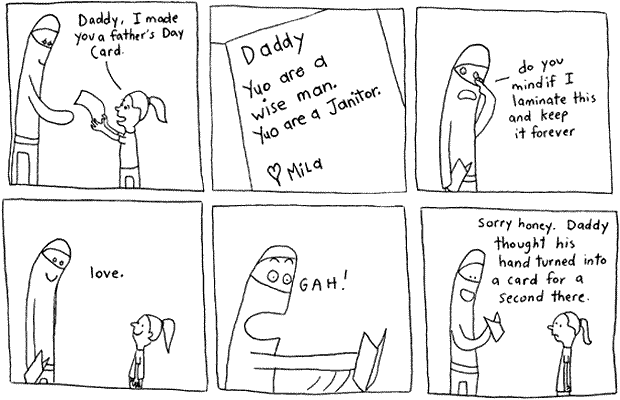 Daddy, I made
you a father's Day
Card.
Daddy
Yuo are a
wise man.
Yuo are a Janitor.
♡ Mila
do you
mind if I
laminate this
and keep
it forever
love.
GAH!
Sorry honey. Daddy
thought his
hand turned into
a card for a
second there.